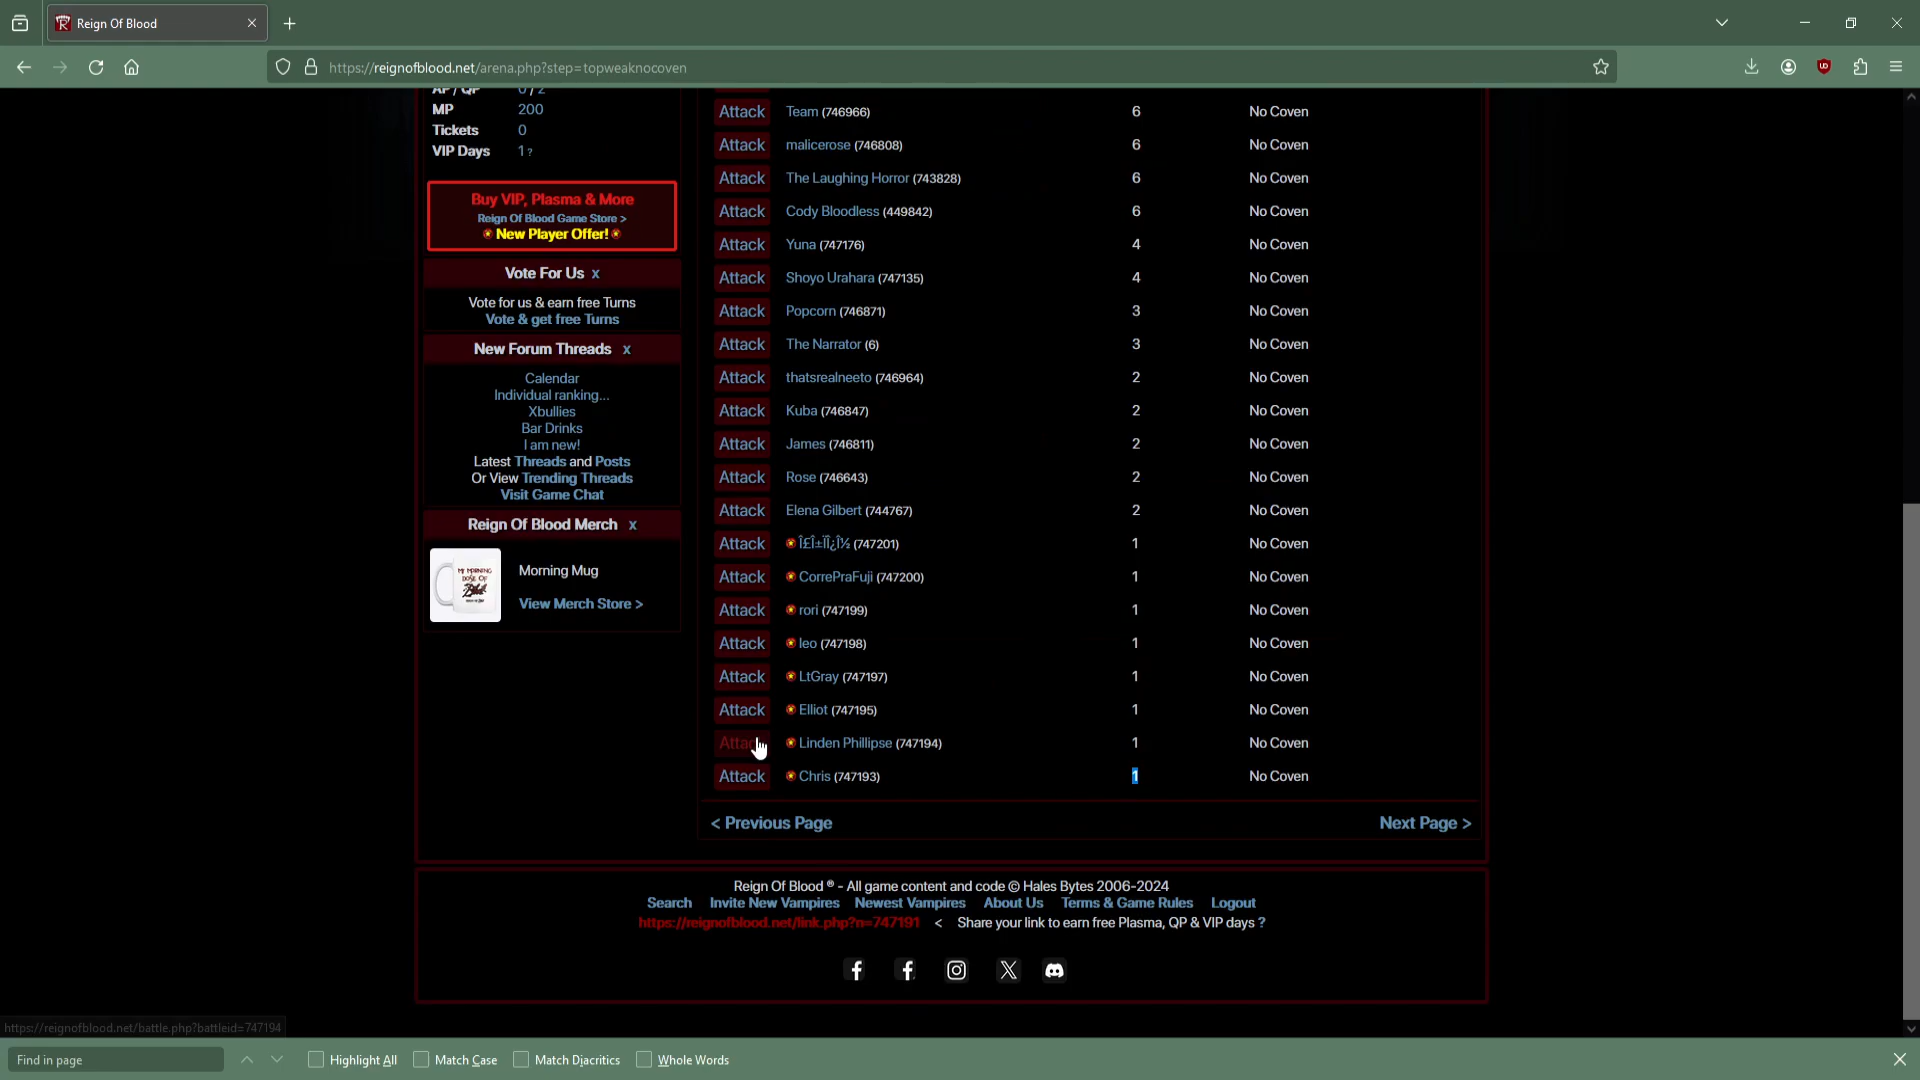 Reign Of Blood
https://reignofblood.net/arena.php?step=topweaknocoven
AP / QP 0 / 2
MP 200
Tickets 0
VIP Days 1 ?
Buy VIP, Plasma & More
Reign Of Blood Game Store >
New Player Offer!
Vote For Us x
Vote for us & earn free Turns
Vote & get free Turns
New Forum Threads x
Calendar
Individual ranking...
Xbullies
Bar Drinks
I am new!
Latest Threads and Posts
Or View Trending Threads
Visit Game Chat
Reign Of Blood Merch x
MY MORNING
DOSE OF
Blood
Morning Mug
View Merch Store >
Attack Team (746966) 6 No Coven
Attack malicerose (746808) 6 No Coven
Attack The Laughing Horror (743828) 6 No Coven
Attack Cody Bloodless (449842) 6 No Coven
Attack Yuna (747176) 4 No Coven
Attack Shoyo Urahara (747135) 4 No Coven
Attack Popcorn (746871) 3 No Coven
Attack The Narrator (6) 3 No Coven
Attack thatsrealneeto (746964) 2 No Coven
Attack Kuba (746847) 2 No Coven
Attack James (746811) 2 No Coven
Attack Rose (746643) 2 No Coven
Attack Elena Gilbert (744767) 2 No Coven
Attack (747201) 1 No Coven
Attack CorrePraFuji (747200) 1 No Coven
Attack rori (747199) 1 No Coven
Attack leo (747198) 1 No Coven
Attack LtGray (747197) 1 No Coven
Attack Elliot (747195) 1 No Coven
Attack Linden Phillipse (747194) 1 No Coven
Attack Chris (747193) 1 No Coven
< Previous Page Next Page >
Reign Of Blood ® - All game content and code © Hales Bytes 2006-2024
Search Invite New Vampires Newest Vampires About Us Terms & Game Rules Logout
https://reignofblood.net/link.php?n=747191 < Share your link to earn free Plasma, QP & VIP days ?
https://reignofblood.net/battle.php?battleid=747194
Find in page Highlight All Match Case Match Diacritics Whole Words